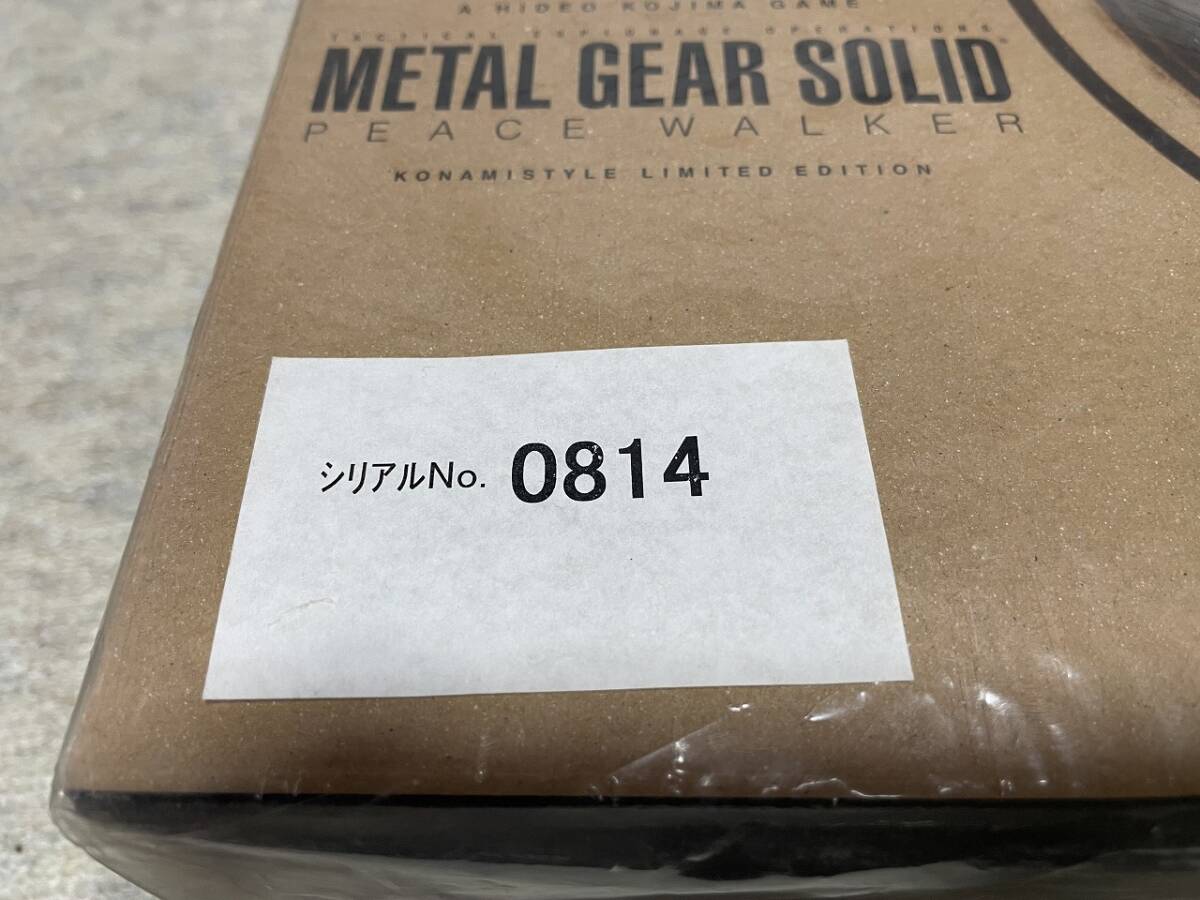 A HIDEO KOJIMA GAME
TACTICAL ESPIONAGE OPERATIONS
METAL GEAR SOLID™
PEACE WALKER
KONAMISTYLE LIMITED EDITION
シリアルNo. 0814